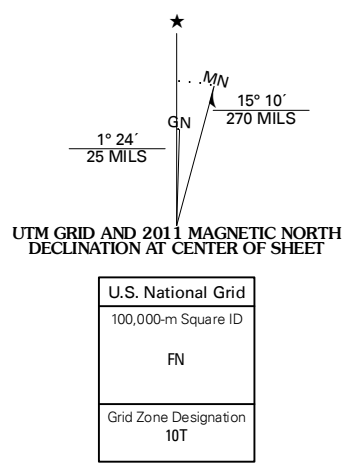 MN
GN
15° 10´
270 MILS
1° 24´
25 MILS
UTM GRID AND 2011 MAGNETIC NORTH
DECLINATION AT CENTER OF SHEET
U.S. National Grid
100,000-m Square ID
FN
Grid Zone Designation
10T